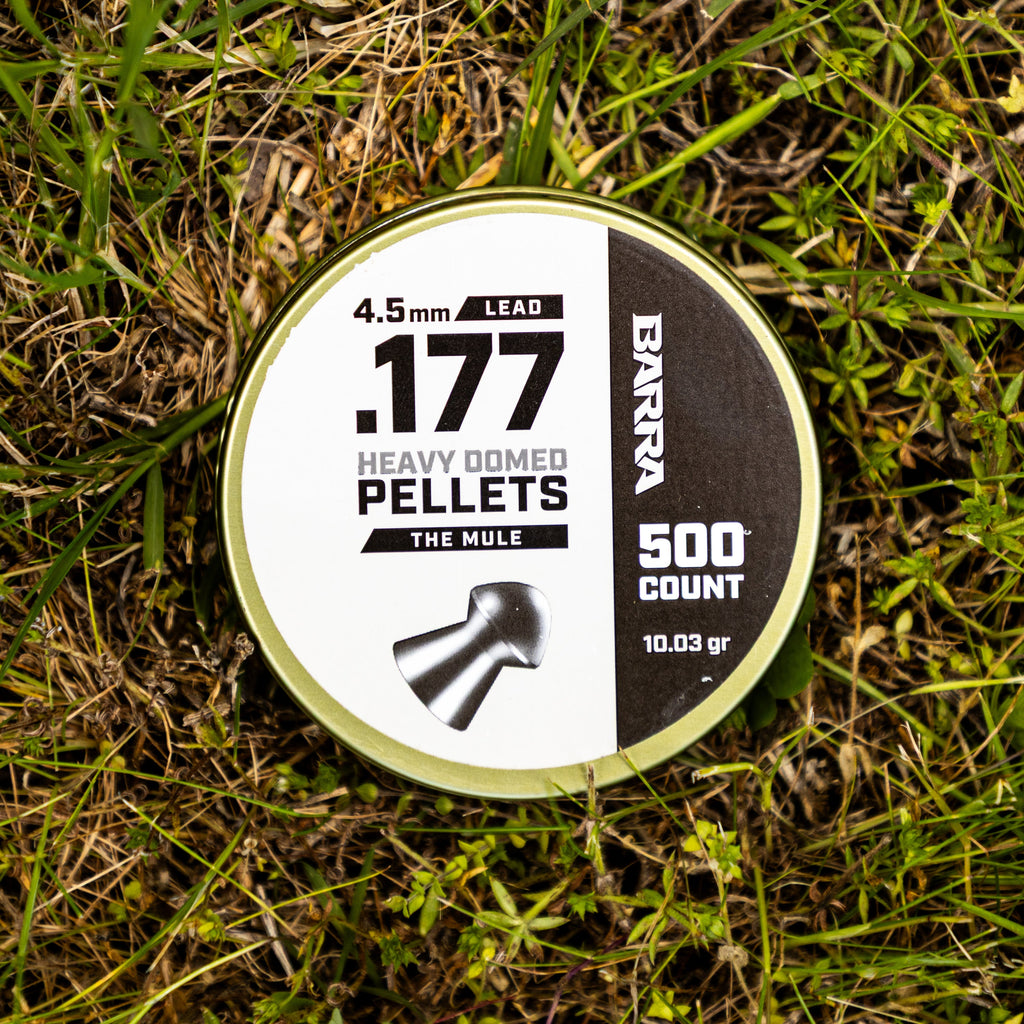 4.5mm LEAD
.177
HEAVY DOMED
PELLETS
THE MULE
BARRA
500
COUNT
10.03 gr